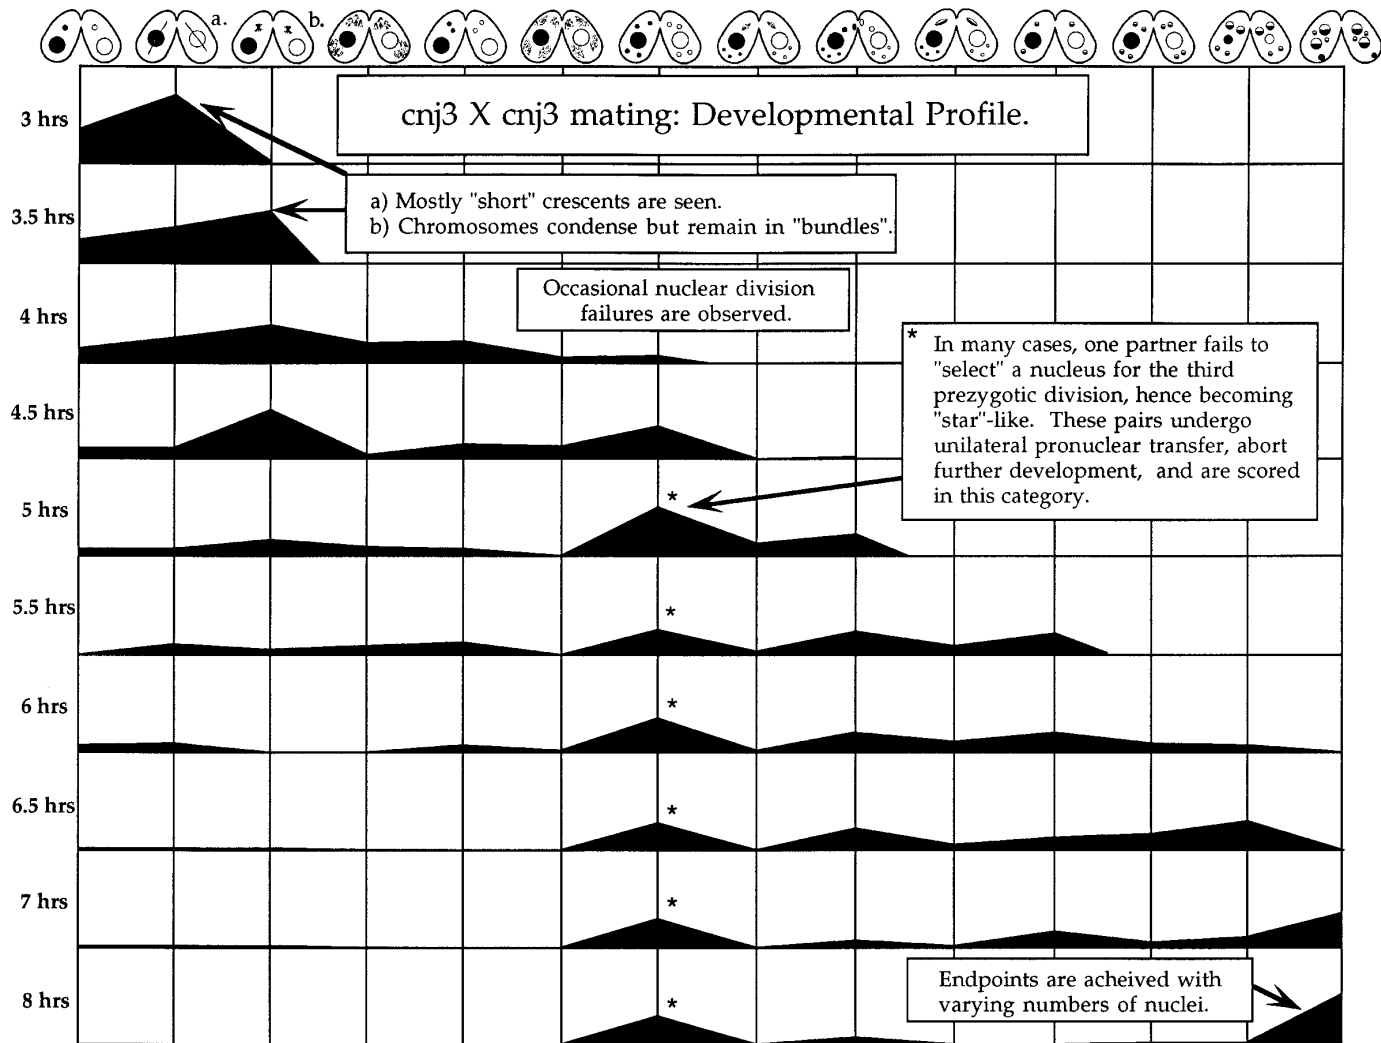 a.
b.
cnj3 X cnj3 mating: Developmental Profile.
3 hrs
a) Mostly "short" crescents are seen.
b) Chromosomes condense but remain in "bundles".
3.5 hrs
Occasional nuclear division
failures are observed.
4 hrs
* In many cases, one partner fails to
"select" a nucleus for the third
prezygotic division, hence becoming
"star"-like. These pairs undergo
unilateral pronuclear transfer, abort
further development, and are scored
in this category.
4.5 hrs
5 hrs
*
5.5 hrs
*
6 hrs
*
6.5 hrs
*
7 hrs
*
8 hrs
*
Endpoints are acheived with
varying numbers of nuclei.